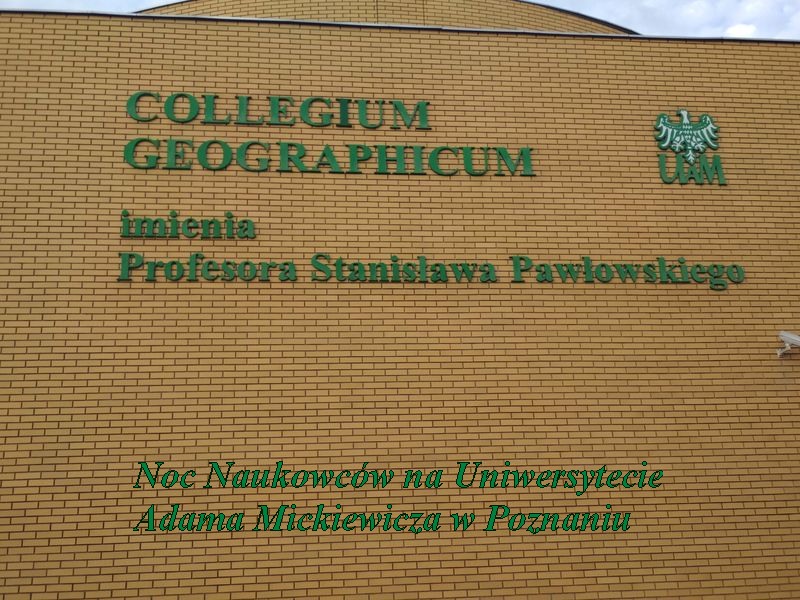 COLLEGIUM
GEOGRAPHICUM
UAM
imienia
Profesora Stanisława Pawłowskiego
Noc Naukowców na Uniwersytecie
Adama Mickiewicza w Poznaniu